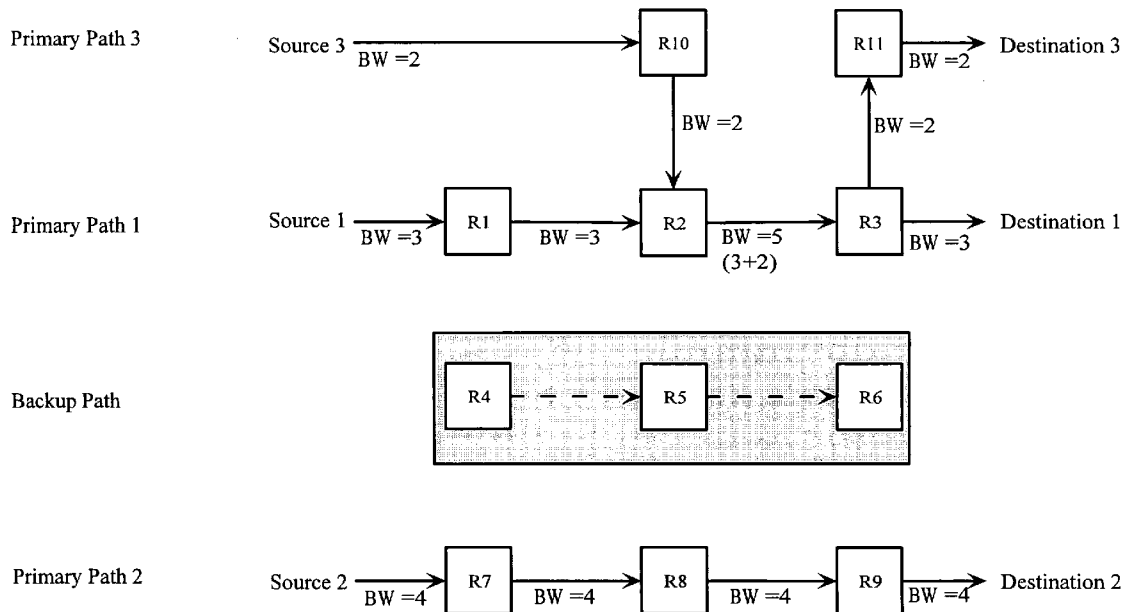 Primary Path 3
Source 3
BW =2
R10
R11
BW =2
Destination 3
BW =2
BW =2
Primary Path 1
Source 1
BW =3
R1
BW =3
R2
BW =5
(3+2)
R3
BW =3
Destination 1
Backup Path
R4
R5
R6
Primary Path 2
Source 2
BW =4
R7
BW =4
R8
BW =4
R9
BW =4
Destination 2